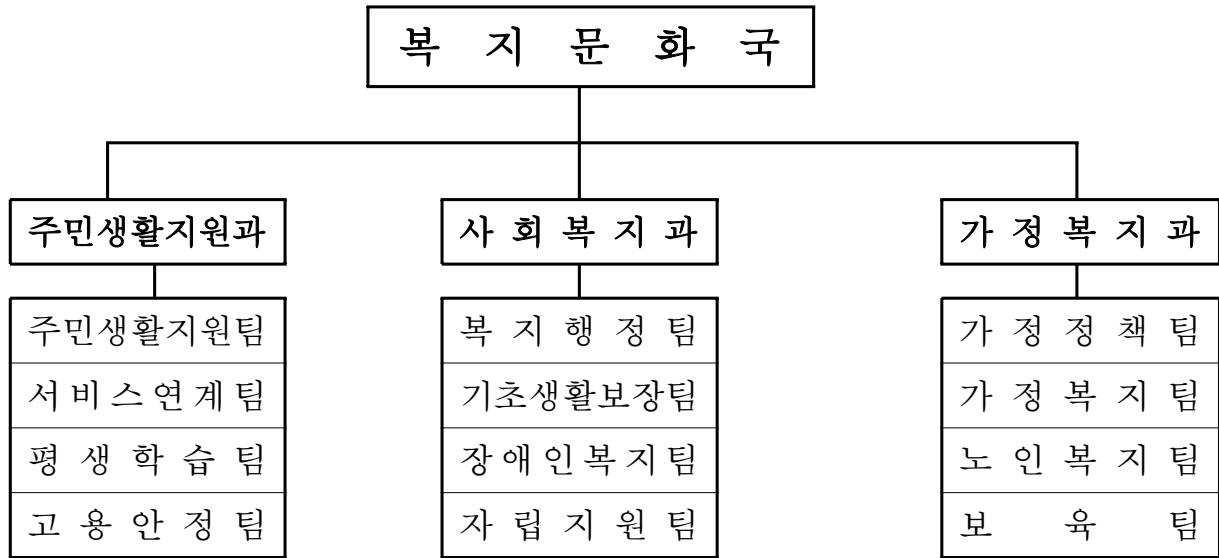 복지문화국
주민생활지원과
사회복지과
가정복지과
주민생활지원팀
서비스연계팀
평생학습팀
고용안정팀
복지행정팀
기초생활보장팀
장애인복지팀
자립지원팀
가정정책팀
가정복지팀
노인복지팀
보육팀